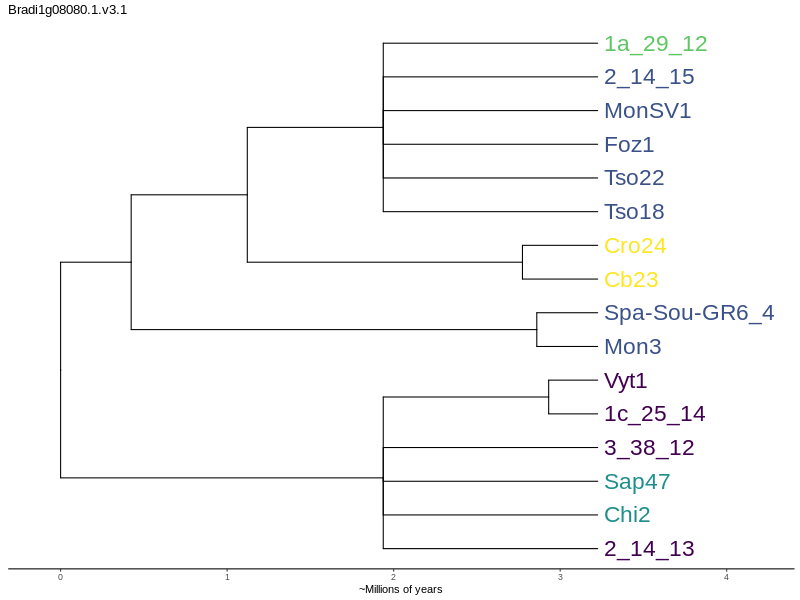 Bradi1g08080.1.v3.1
1a_29_12
2_14_15
MonSV1
Foz1
Tso22
Tso18
Cro24
Cb23
Spa-Sou-GR6_4
Mon3
Vyt1
1c_25_14
3_38_12
Sap47
Chi2
2_14_13
0 1 2 3 4
~Millions of years